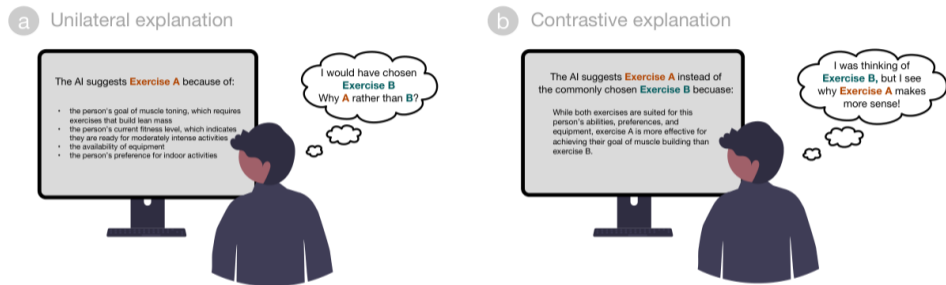 a Unilateral explanation
The AI suggests Exercise A because of:
• the person's goal of muscle toning, which requires
exercises that build lean mass
• the person's current fitness level, which indicates
they are ready for moderately intense activities
• the availability of equipment
• the person's preference for indoor activities
I would have chosen
Exercise B
Why A rather than B?
b Contrastive explanation
The AI suggests Exercise A instead of
the commonly chosen Exercise B becuase:
While both exercises are suited for this
person's abilities, preferences, and
equipment, exercise A is more effective for
achieving their goal of muscle building than
exercise B.
I was thinking of
Exercise B, but I see
why Exercise A makes
more sense!